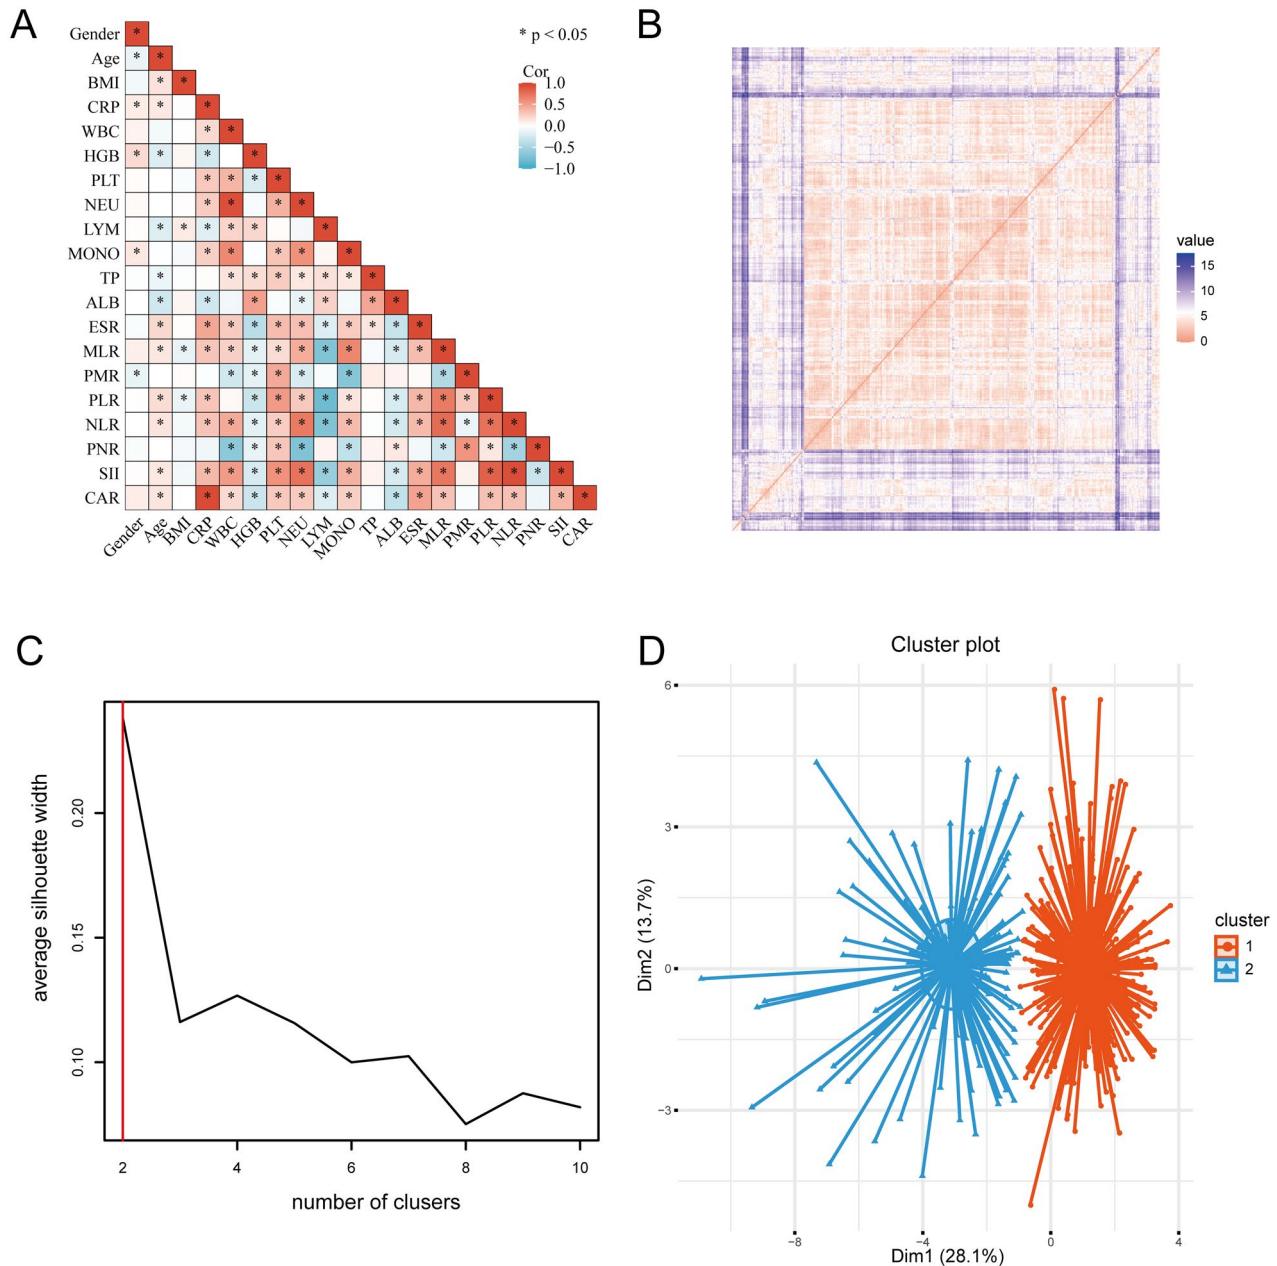 A
* p < 0.05
Cor
1.0
0.5
0.0
−0.5
−1.0
Gender
Age
BMI
CRP
WBC
HGB
PLT
NEU
LYM
MONO
TP
ALB
ESR
MLR
PMR
PLR
NLR
PNR
SII
CAR
Gender
Age
BMI
CRP
WBC
HGB
PLT
NEU
LYM
MONO
TP
ALB
ESR
MLR
PMR
PLR
NLR
PNR
SII
CAR
B
value
15
10
5
0
C
average silhouette width
0.20
0.15
0.10
2
4
6
8
10
number of clusers
D
Cluster plot
Dim2 (13.7%)
6
3
0
−3
−8
−4
0
4
Dim1 (28.1%)
cluster
1
2